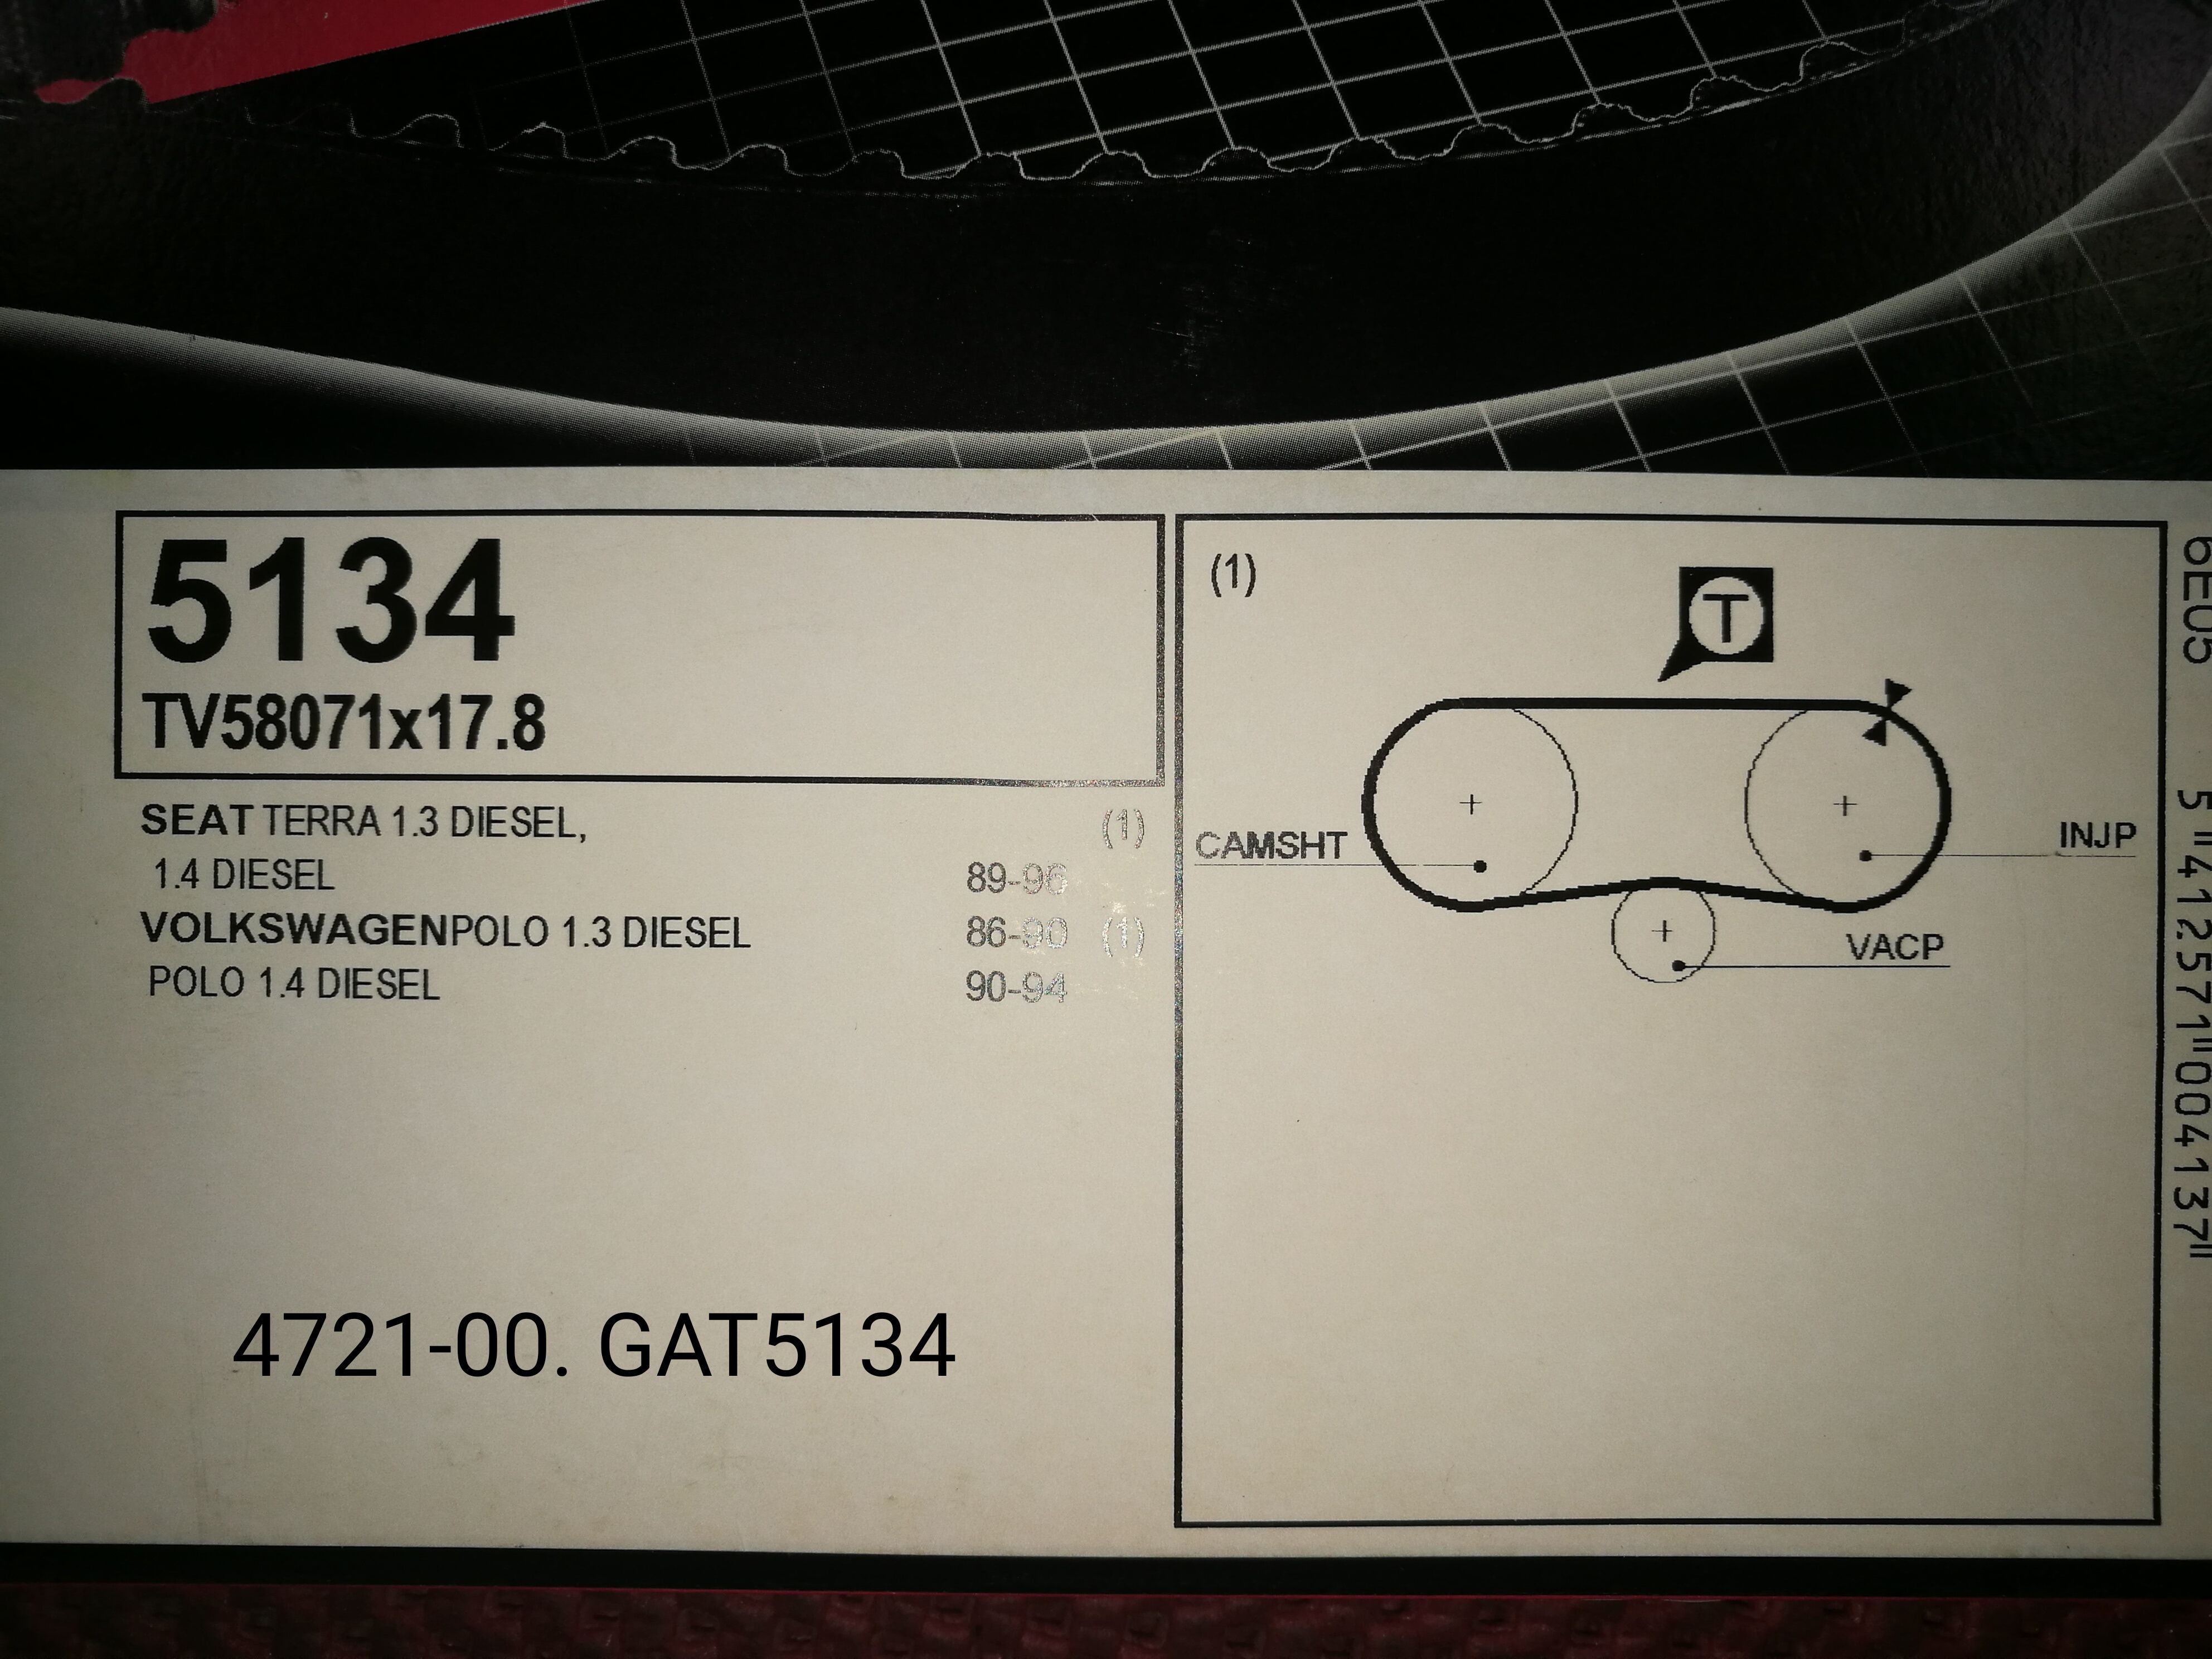 5134
TV58071x17.8
SEAT TERRA 1.3 DIESEL, (1)
1.4 DIESEL 89-96
VOLKSWAGENPOLO 1.3 DIESEL 86-90 (1)
POLO 1.4 DIESEL 90-94
4721-00. GAT5134
(1)
T
CAMSHT
INJP
VACP
6E05
5"412571"004137"